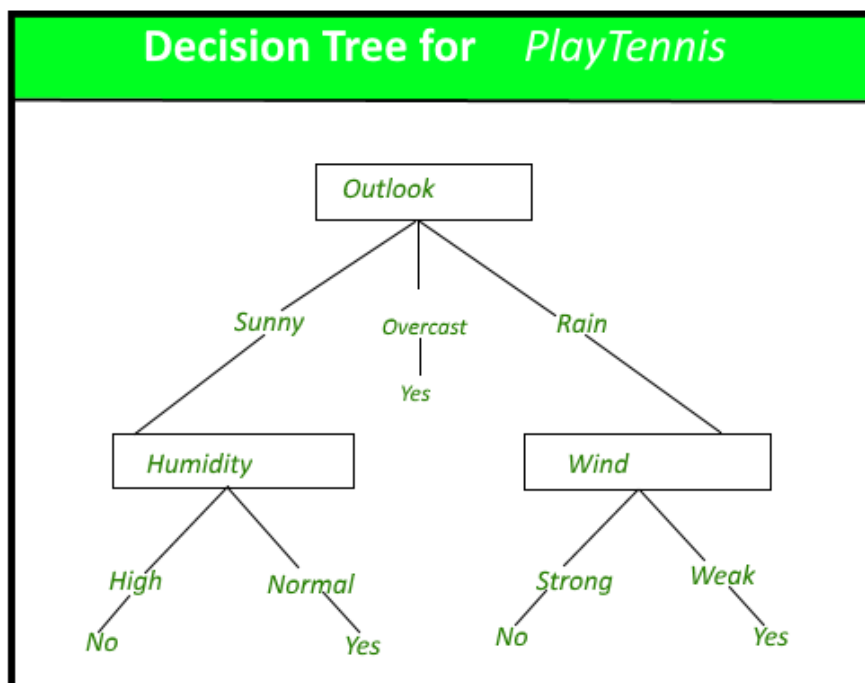 Decision Tree for PlayTennis
Outlook
Sunny Overcast Rain
Yes
Humidity Wind
High Normal Strong Weak
No Yes No Yes